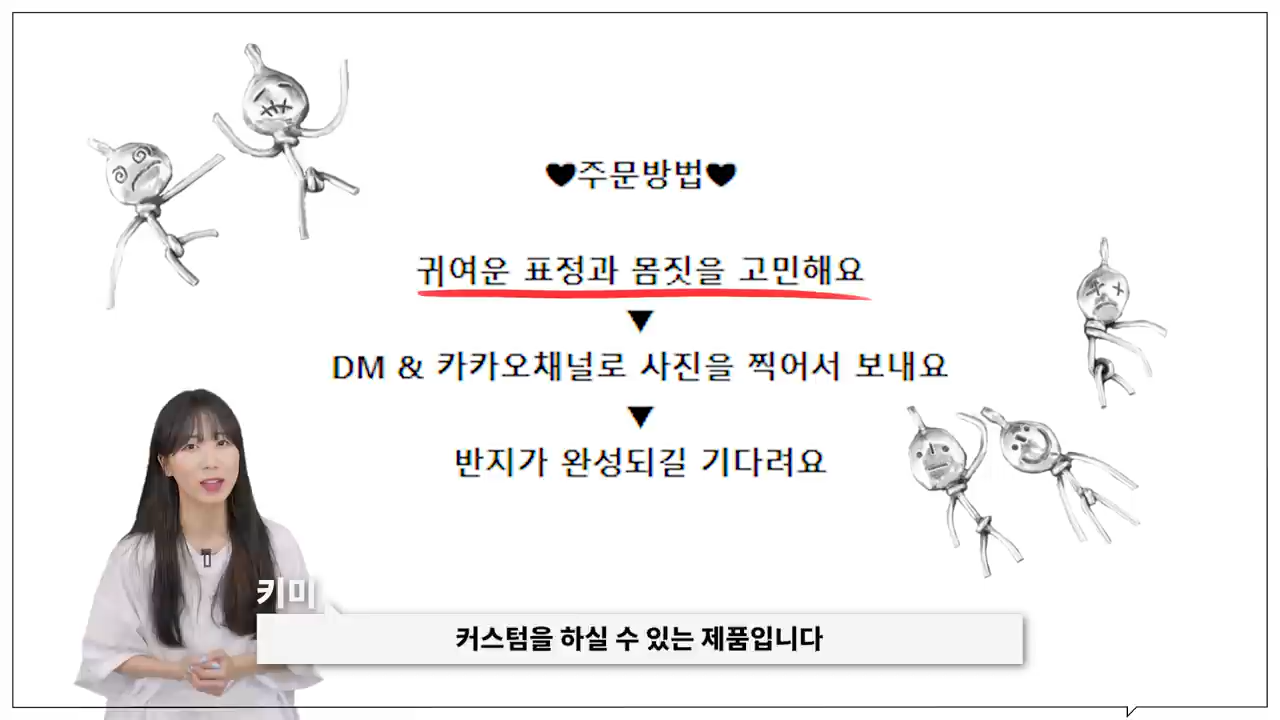 ♥주문방법♥
귀여운 표정과 몸짓을 고민해요
▼
DM & 카카오채널로 사진을 찍어서 보내요
▼
반지가 완성되길 기다려요
키미
커스텀을 하실 수 있는 제품입니다